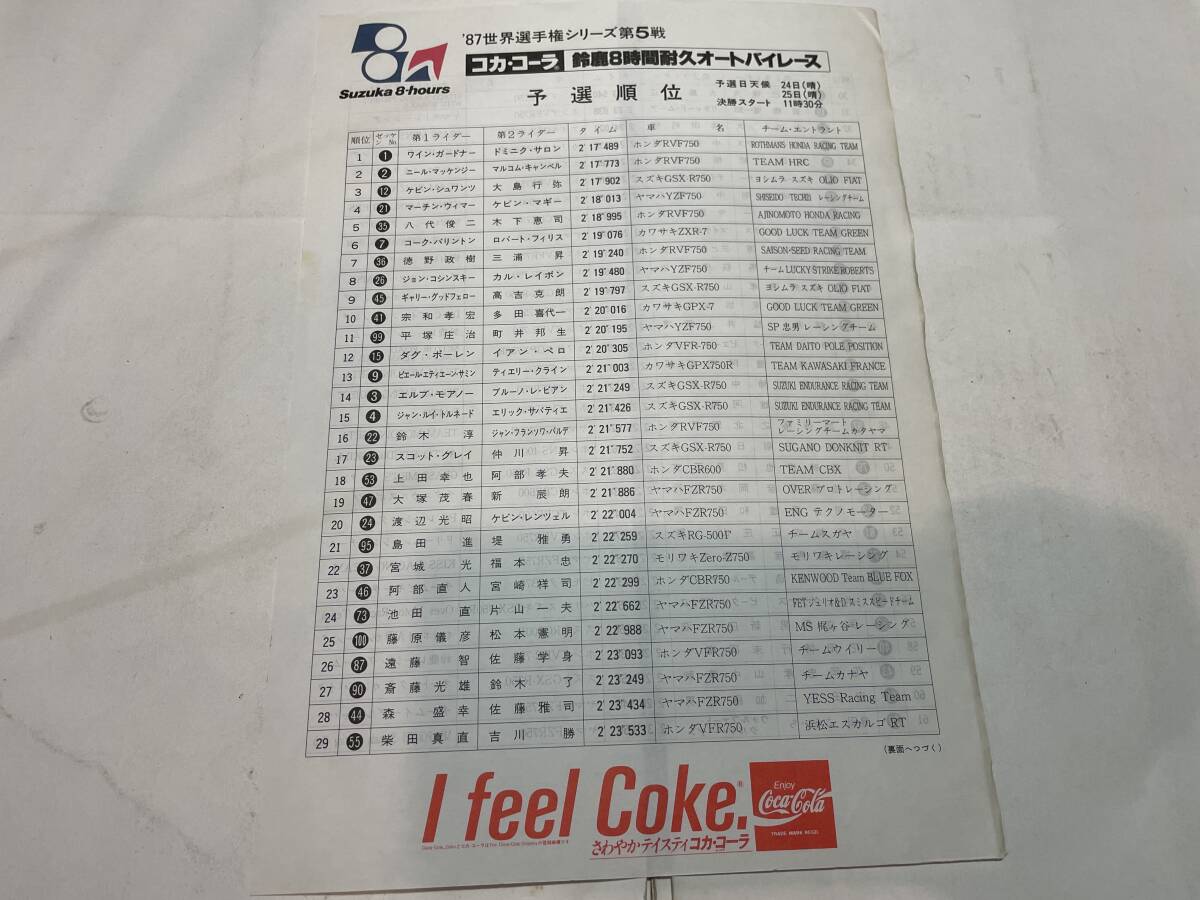 '87世界選手権シリーズ第5戦
コカ・コーラ 鈴鹿8時間耐久オートバイレース
Suzuka 8-hours
予選順位
予選日天候 24日(晴)
25日(晴)
決勝スタート 11時30分
順位 ゼッケンNo. 第1ライダー 第2ライダー タイム 車名 チーム・エントラント
1 1 ワイン・ガードナー ドミニク・サロン 2'17"489 ホンダRVF750 ROTHMANS HONDA RACING TEAM
2 2 ニール・マッケンジー マルコム・キャンベル 2'17"773 ホンダRVF750 TEAM HRC
3 12 ケビン・シュワンツ 大島行弥 2'17"902 スズキGSX-R750 ヨシムラ スズキ OLIO FIAT
4 21 マーチン・ウィマー ケビン・マギー 2'18"013 ヤマハYZF750 SHISEIDO TECH21 レーシングチーム
5 35 八代俊二 木下恵司 2'18"995 ホンダRVF750 AJINOMOTO HONDA RACING
6 7 コーク・バリントン ロバート・フィリス 2'19"076 カワサキZXR-7 GOOD LUCK TEAM GREEN
7 36 徳野政樹 三浦昇 2'19"240 ホンダRVF750 SAISON-SEED RACING TEAM
8 26 ジョン・コシンスキー カル・レイボン 2'19"480 ヤマハYZF750 チームLUCKY STRIKE ROBERTS
9 45 ギャリー・グッドフェロー 高吉克朗 2'19"797 スズキGSX-R750 ヨシムラ スズキ OLIO FIAT
10 41 宗和孝宏 多田喜代一 2'20"016 カワサキGPX-7 GOOD LUCK TEAM GREEN
11 99 平塚庄治 町井邦生 2'20"195 ヤマハYZF750 SP忠男レーシングチーム
12 15 ダグ・ポーレン イアン・ペロ 2'20"305 ホンダVFR-750 TEAM DAITO POLE POSITION
13 9 ピエール・エティエーン・サミン ティエリー・クライン 2'21"003 カワサキGPX750R TEAM KAWASAKI FRANCE
14 3 エルブ・モアノー ブルーノ・レ・ビアン 2'21"249 スズキGSX-R750 SUZUKI ENDURANCE RACING TEAM
15 4 ジャン・ルイ・トルネード エリック・サバティエ 2'21"426 スズキGSX-R750 SUZUKI ENDURANCE RACING TEAM
16 22 鈴木淳 ジャン・フランソワ・バルデ 2'21"577 ホンダRVF750 ファミリーマートレーシングチームカタヤマ
17 23 スコット・グレイ 仲川昇 2'21"752 スズキGSX-R750 SUGANO DONKNIT RT
18 53 上田幸也 阿部孝夫 2'21"880 ホンダCBR600 TEAM CBX
19 47 大塚茂春 新辰朗 2'21"886 ヤマハFZR750 OVERプロトレーシング
20 24 渡辺光昭 ケビン・レンツェル 2'22"004 ヤマハFZR750 ENG テクノモーター
21 95 島田進 堤雅勇 2'22"259 スズキRG-500Γ チームスガヤ
22 37 宮城光 福本忠 2'22"270 モリワキZero-Z750 モリワキレーシング
23 46 阿部直人 宮崎祥司 2'22"299 ホンダCBR750 KENWOOD Team BLUE FOX
24 73 池田直 片山一夫 2'22"662 ヤマハFZR750
25 100 藤原儀彦 松本憲明 2'22"988 ヤマハFZR750 MS梶ヶ谷レーシング
26 87 遠藤智 佐藤学身 2'23"093 ホンダVFR750 チームウイリー
27 90 斎藤光雄 鈴木了 2'23"249 ヤマハFZR750 チームカナヤ
28 44 森盛幸 佐藤雅司 2'23"434 ヤマハFZR750 YESS Racing Team
29 55 柴田真直 吉川勝 2'23"533 ホンダVFR750 浜松エスカルゴRT
(裏面へつづく)
I feel Coke.
さわやかテイスティ コカ・コーラ
Enjoy
Coca-Cola
TRADE MARK REGD.